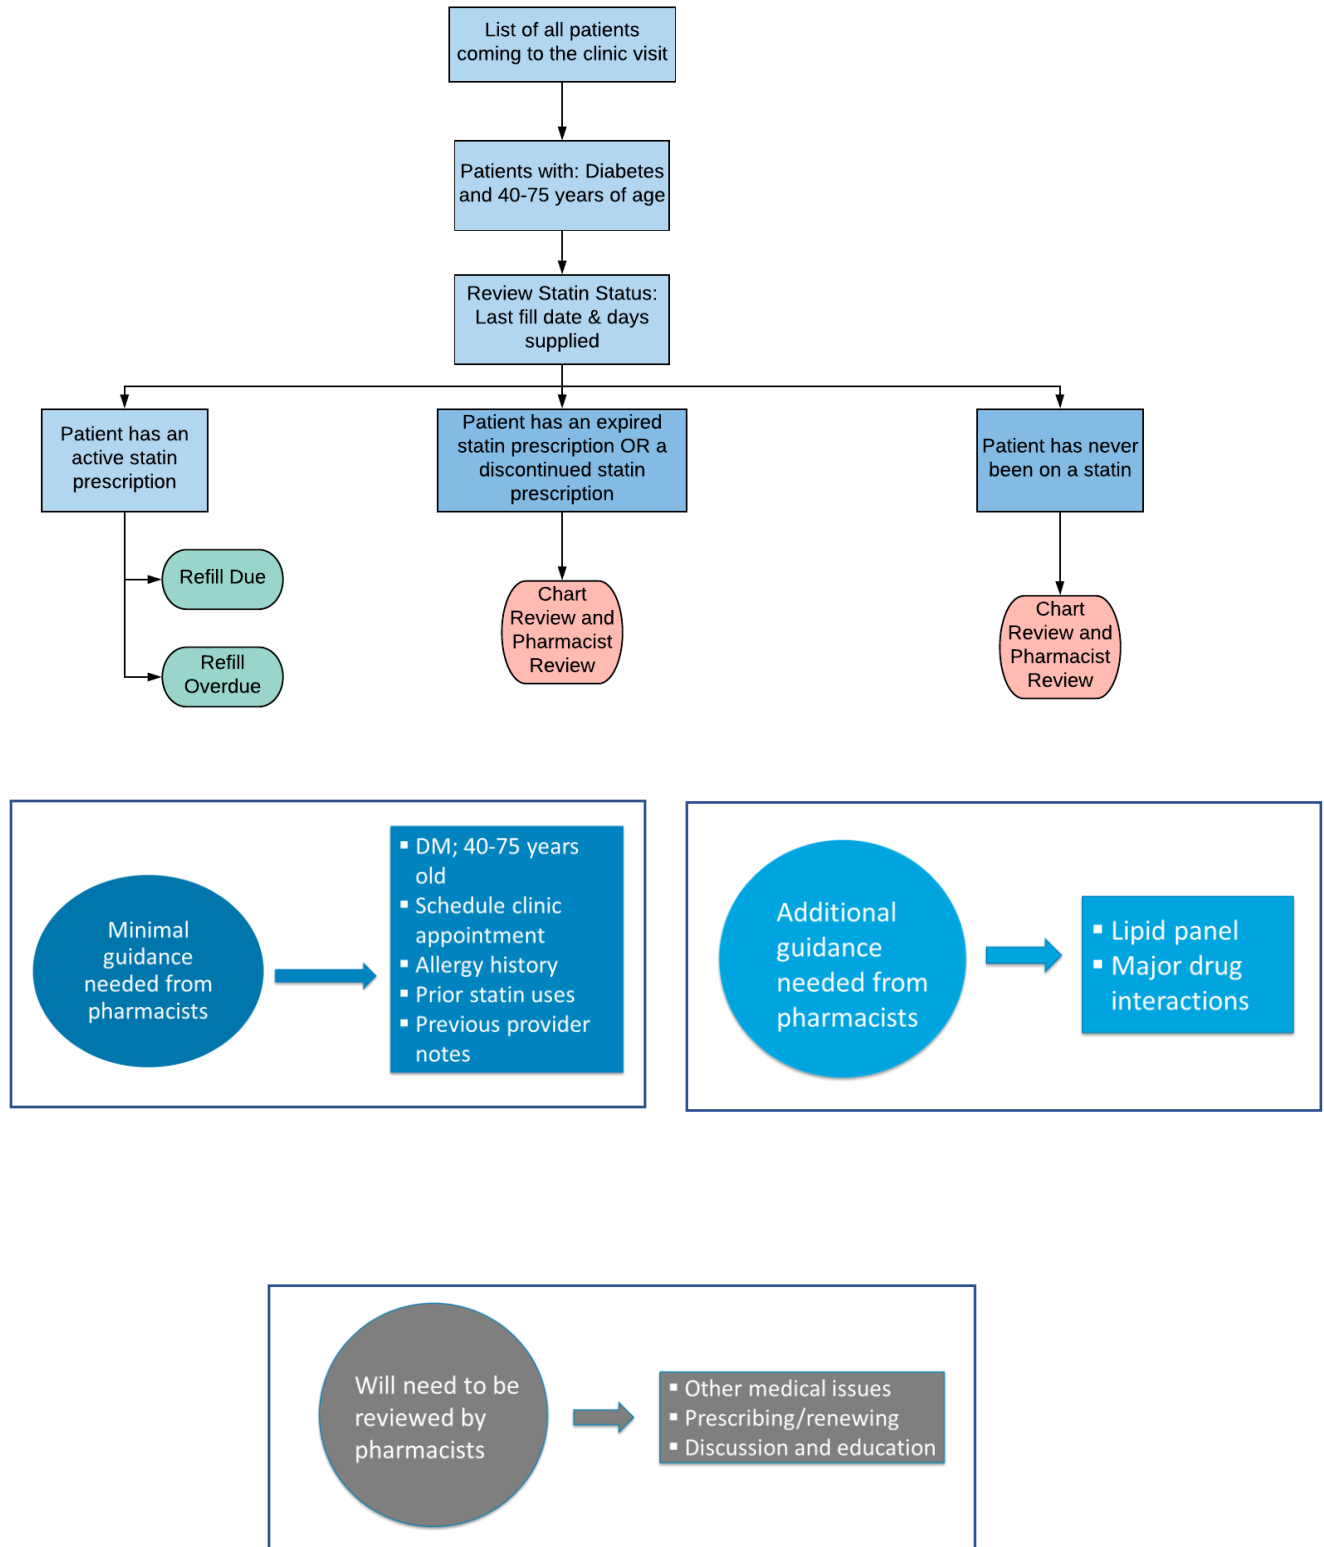 List of all patients
coming to the clinic visit
Patients with: Diabetes
and 40-75 years of age
Review Statin Status:
Last fill date & days
supplied
Patient has an
active statin
prescription
Patient has an expired
statin prescription OR a
discontinued statin
prescription
Patient has never
been on a statin
Refill Due
Refill
Overdue
Chart
Review and
Pharmacist
Review
Chart
Review and
Pharmacist
Review
Minimal
guidance
needed from
pharmacists
▪ DM; 40-75 years
old
▪ Schedule clinic
appointment
▪ Allergy history
▪ Prior statin uses
▪ Previous provider
notes
Additional
guidance
needed from
pharmacists
▪ Lipid panel
▪ Major drug
interactions
Will need to be
reviewed by
pharmacists
▪ Other medical issues
▪ Prescribing/renewing
▪ Discussion and education